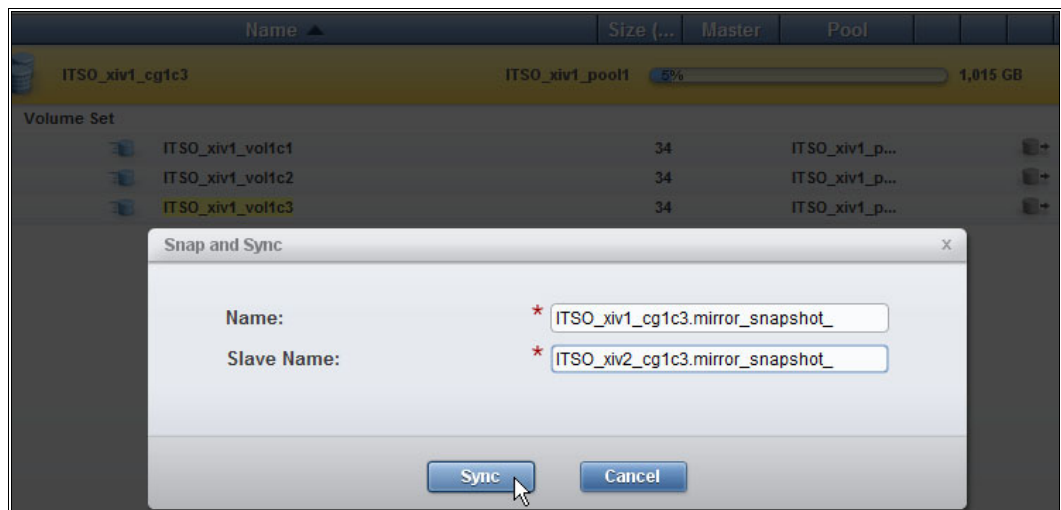 Name Size (... Master Pool
ITSO_xiv1_cg1c3 ITSO_xiv1_pool1 5% 1,015 GB
Volume Set
ITSO_xiv1_vol1c1 34 ITSO_xiv1_p...
ITSO_xiv1_vol1c2 34 ITSO_xiv1_p...
ITSO_xiv1_vol1c3 34 ITSO_xiv1_p...
Snap and Sync x
Name: * ITSO_xiv1_cg1c3.mirror_snapshot_
Slave Name: * ITSO_xiv2_cg1c3.mirror_snapshot_
Sync Cancel